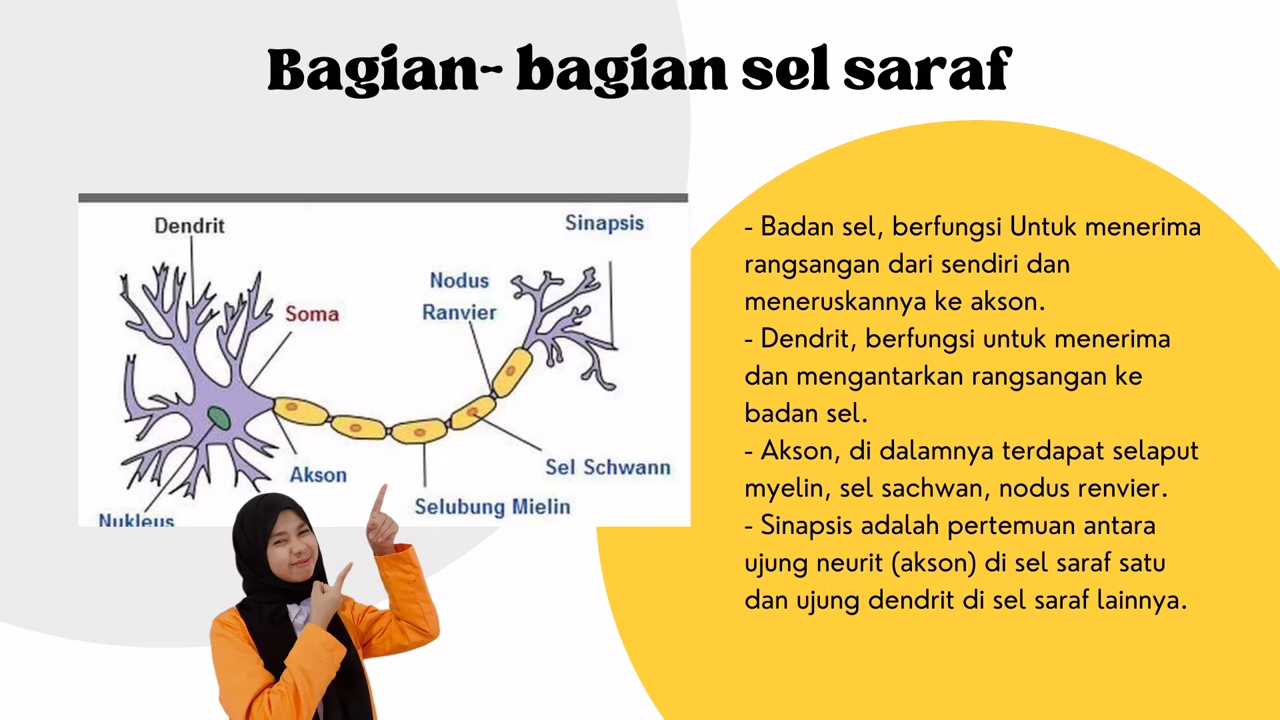 Bagian- bagian sel saraf
Dendrit
Sinapsis
Nodus
Ranvier
Soma
Akson
Sel Schwann
Selubung Mielin
Nukleus
- Badan sel, berfungsi Untuk menerima
rangsangan dari sendiri dan
meneruskannya ke akson.
- Dendrit, berfungsi untuk menerima
dan mengantarkan rangsangan ke
badan sel.
- Akson, di dalamnya terdapat selaput
myelin, sel sachwan, nodus renvier.
- Sinapsis adalah pertemuan antara
ujung neurit (akson) di sel saraf satu
dan ujung dendrit di sel saraf lainnya.